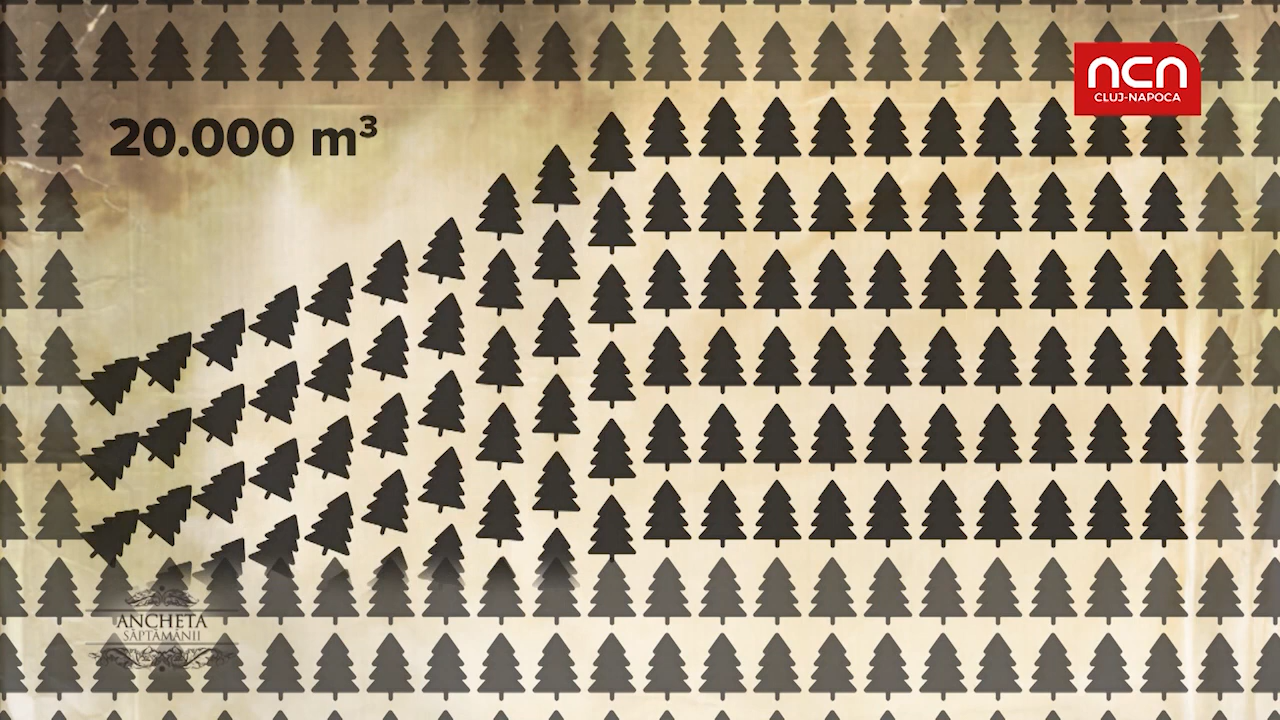 20.000 m³
ncn
CLUJ-NAPOCA
ANCHETA
SĂPTĂMÂNII